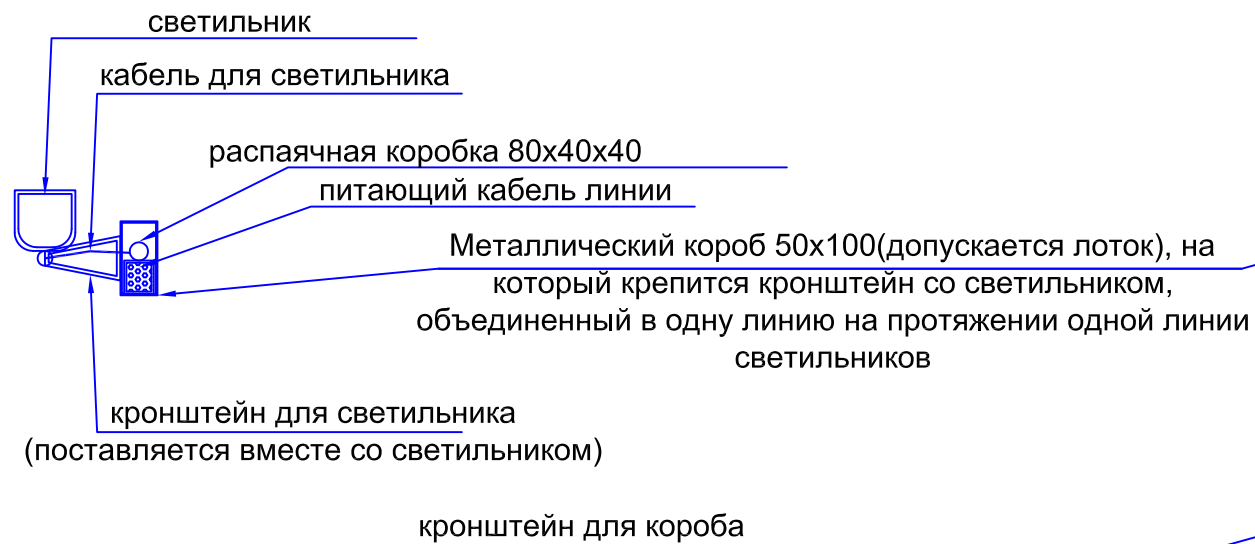 светильник
кабель для светильника
распаячная коробка 80х40х40
питающий кабель линии
Металлический короб 50х100(допускается лоток), на
который крепится кронштейн со светильником,
объединенный в одну линию на протяжении одной линии
светильников
кронштейн для светильника
(поставляется вместе со светильником)
кронштейн для короба